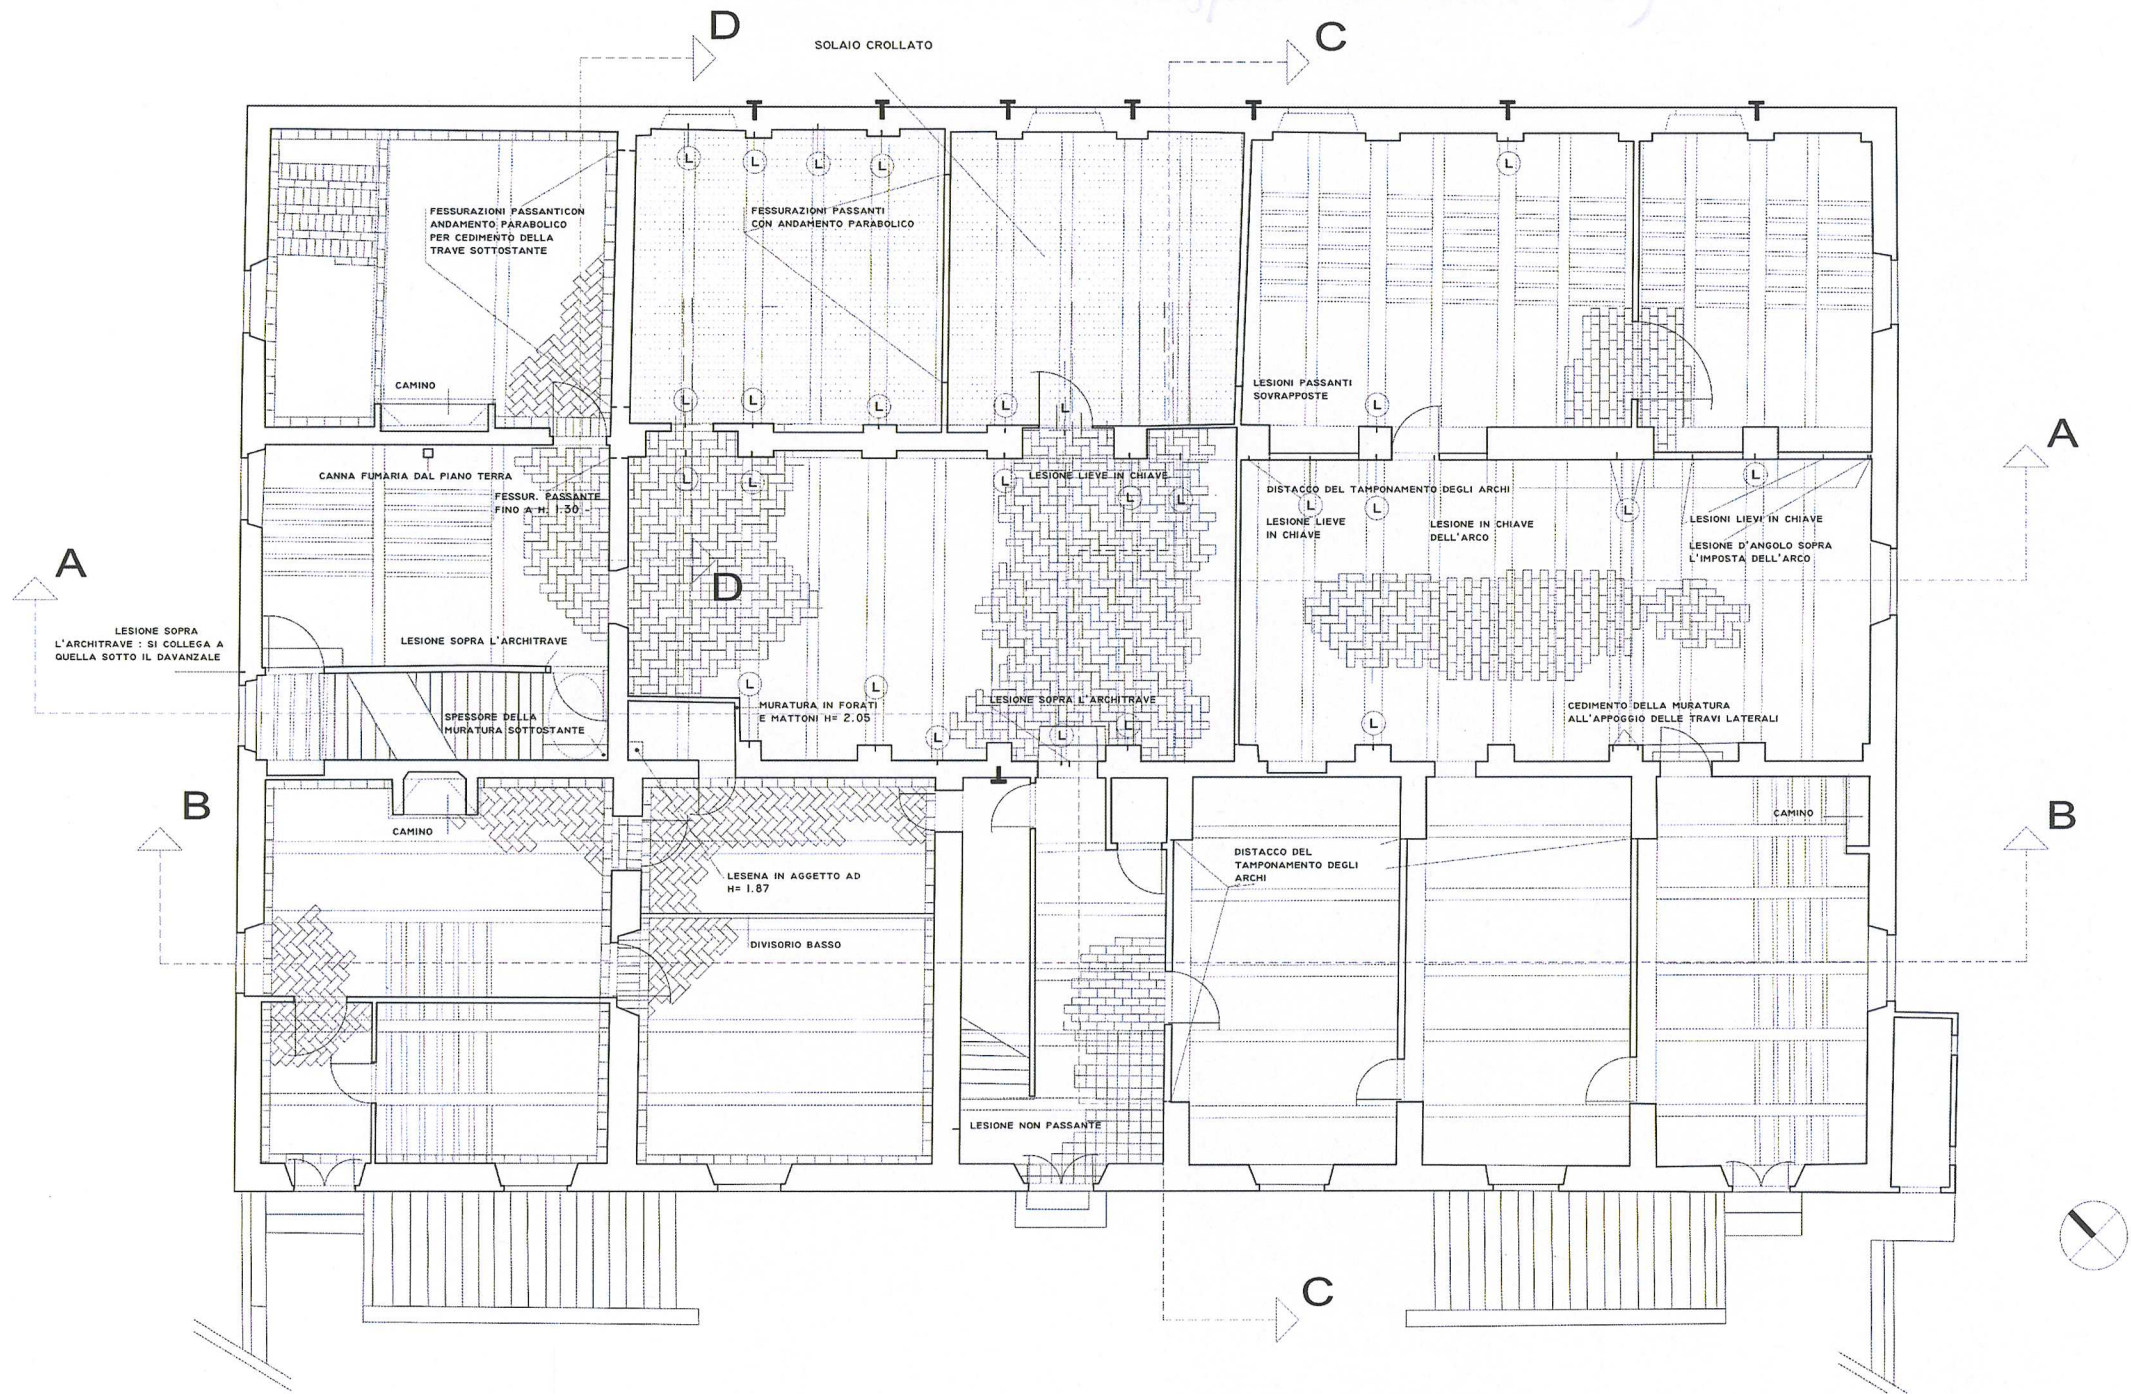 D
C
SOLAIO CROLLATO
FESSURAZIONI PASSANTICON
ANDAMENTO PARABOLICO
PER CEDIMENTO DELLA
TRAVE SOTTOSTANTE
FESSURAZIONI PASSANTI
CON ANDAMENTO PARABOLICO
L
L
L
L
L
CAMINO
LESIONI PASSANTI
SOVRAPPOSTE
L
L
L
L
L
L
A
CANNA FUMARIA DAL PIANO TERRA
FESSUR. PASSANTE
FINO A H. 1.30
L
L
L
LESIONE LIEVE IN CHIAVE
L
L
DISTACCO DEL TAMPONAMENTO DEGLI ARCHI
L
LESIONE LIEVE
IN CHIAVE
L
L
LESIONE IN CHIAVE
DELL'ARCO
L
LESIONI LIEVI IN CHIAVE
LESIONE D'ANGOLO SOPRA
L'IMPOSTA DELL'ARCO
A
D
LESIONE SOPRA
L'ARCHITRAVE : SI COLLEGA A
QUELLA SOTTO IL DAVANZALE
LESIONE SOPRA L'ARCHITRAVE
SPESSORE DELLA
MURATURA SOTTOSTANTE
L
L
MURATURA IN FORATI
E MATTONI H= 2.05
LESIONE SOPRA L'ARCHITRAVE
L
L
L
L
CEDIMENTO DELLA MURATURA
ALL'APPOGGIO DELLE TRAVI LATERALI
B
B
CAMINO
CAMINO
LESENA IN AGGETTO AD
H= 1.87
DISTACCO DEL
TAMPONAMENTO DEGLI
ARCHI
DIVISORIO BASSO
LESIONE NON PASSANTE
C